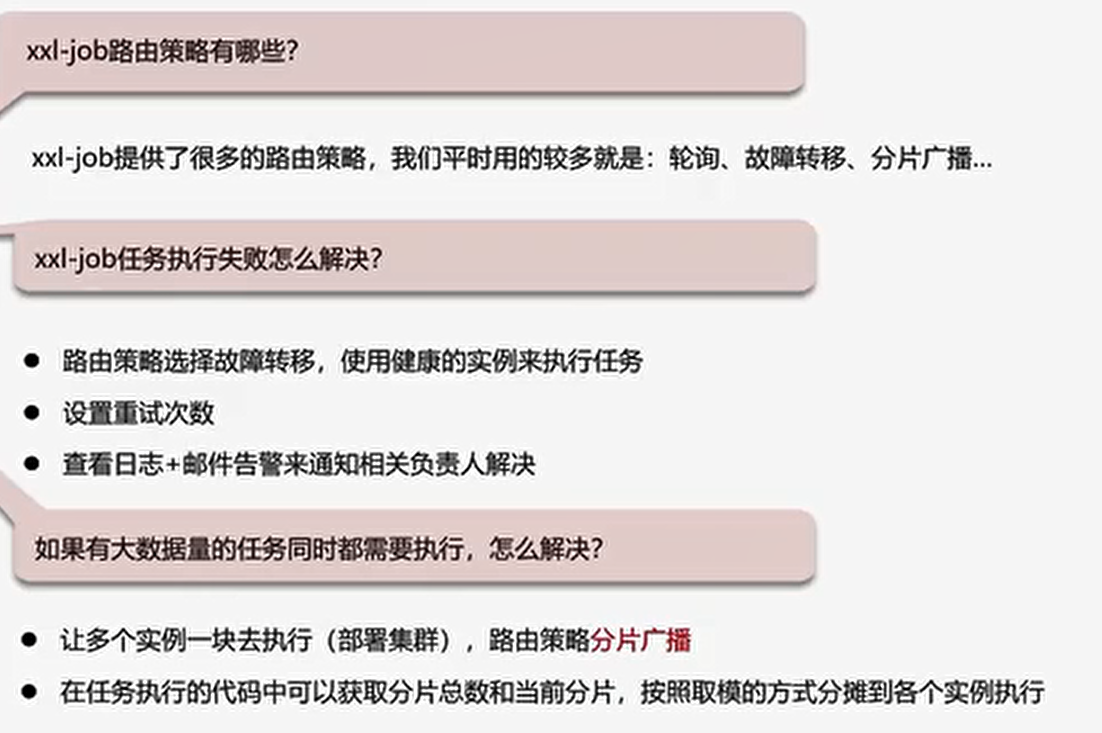 xxl-job路由策略有哪些？
xxl-job提供了很多的路由策略，我们平时用的较多就是：轮询、故障转移、分片广播...
xxl-job任务执行失败怎么解决？
● 路由策略选择故障转移，使用健康的实例来执行任务
● 设置重试次数
● 查看日志+邮件告警来通知相关负责人解决
如果有大数据量的任务同时都需要执行，怎么解决？
● 让多个实例一块去执行（部署集群），路由策略分片广播
● 在任务执行的代码中可以获取分片总数和当前分片，按照取模的方式分摊到各个实例执行